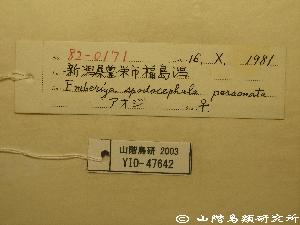 82-0171 16. X. 1981
新潟県豊栄市福島潟
Emberiza spodocephala personata
アオジ ♀
山階鳥研 2003
YIO-47642
© 山階鳥類研究所